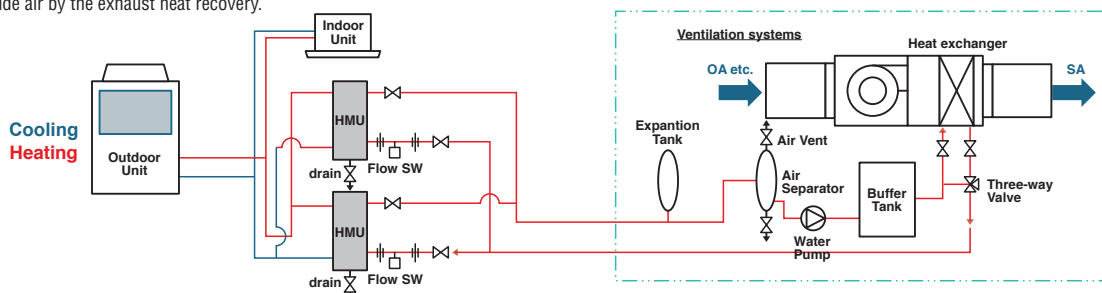 ide air by the exhaust heat recovery.
Indoor
Unit
Ventilation systems
Heat exchanger
OA etc.
SA
Cooling
Heating
Outdoor
Unit
HMU
Flow SW
drain
HMU
Flow SW
drain
Expantion
Tank
Air Vent
Air
Separator
Water
Pump
Buffer
Tank
Three-way
Valve